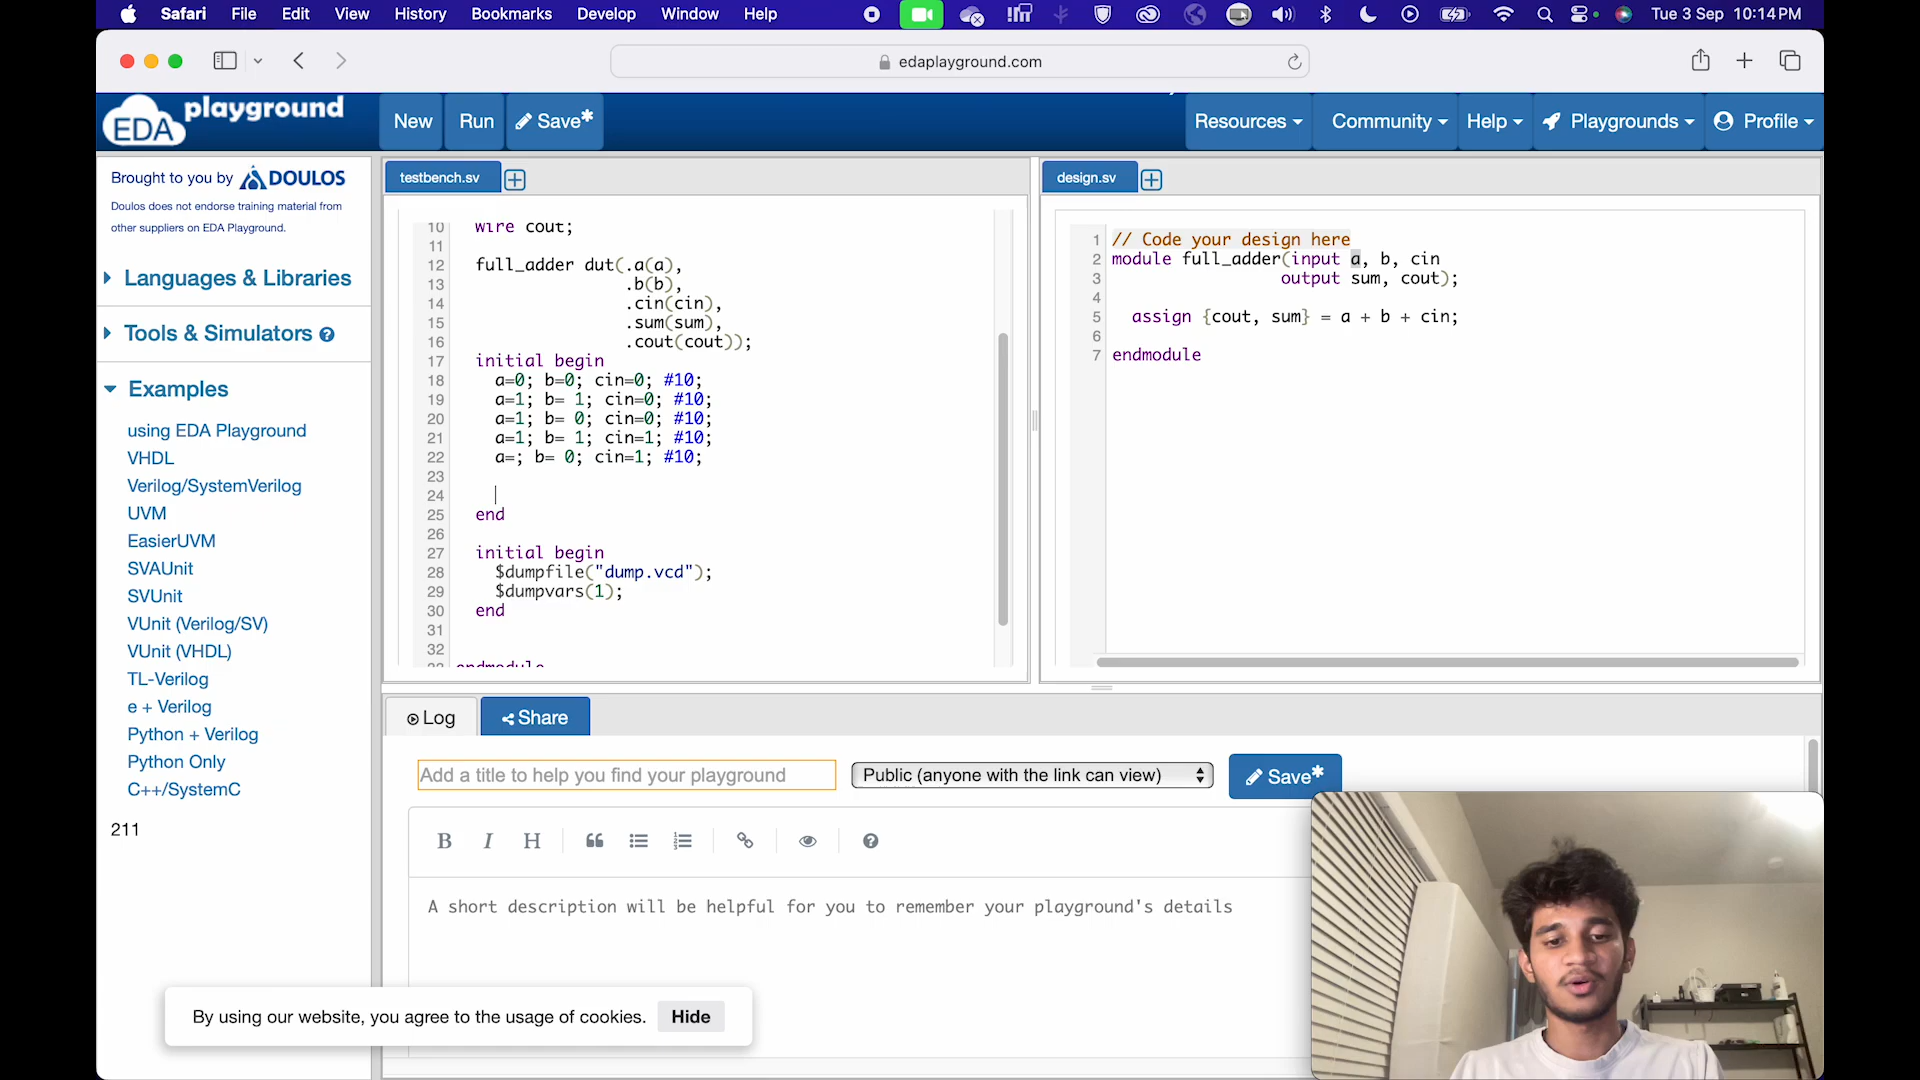 Safari File Edit View History Bookmarks Develop Window Help Tue 3 Sep 10:14 PM
edaplayground.com
EDA playground New Run Save* Resources Community Help Playgrounds Profile
Brought to you by DOULOS
Doulos does not endorse training material from
other suppliers on EDA Playground.
Languages & Libraries
Tools & Simulators
Examples
using EDA Playground
VHDL
Verilog/SystemVerilog
UVM
EasierUVM
SVAUnit
SVUnit
VUnit (Verilog/SV)
VUnit (VHDL)
TL-Verilog
e + Verilog
Python + Verilog
Python Only
C++/SystemC
211
testbench.sv
10 wire cout;
11
12 full_adder dut(.a(a),
13 .b(b),
14 .cin(cin),
15 .sum(sum),
16 .cout(cout));
17 initial begin
18 a=0; b=0; cin=0; #10;
19 a=1; b= 1; cin=0; #10;
20 a=1; b= 0; cin=0; #10;
21 a=1; b= 1; cin=1; #10;
22 a=; b= 0; cin=1; #10;
23
24
25 end
26
27 initial begin
28 $dumpfile("dump.vcd");
29 $dumpvars(1);
30 end
31
32
33 endmodule
design.sv
1 // Code your design here
2 module full_adder(input a, b, cin
3 output sum, cout);
4
5 assign {cout, sum} = a + b + cin;
6
7 endmodule
Log Share
Add a title to help you find your playground Public (anyone with the link can view) Save*
B I H
A short description will be helpful for you to remember your playground's details
By using our website, you agree to the usage of cookies. Hide